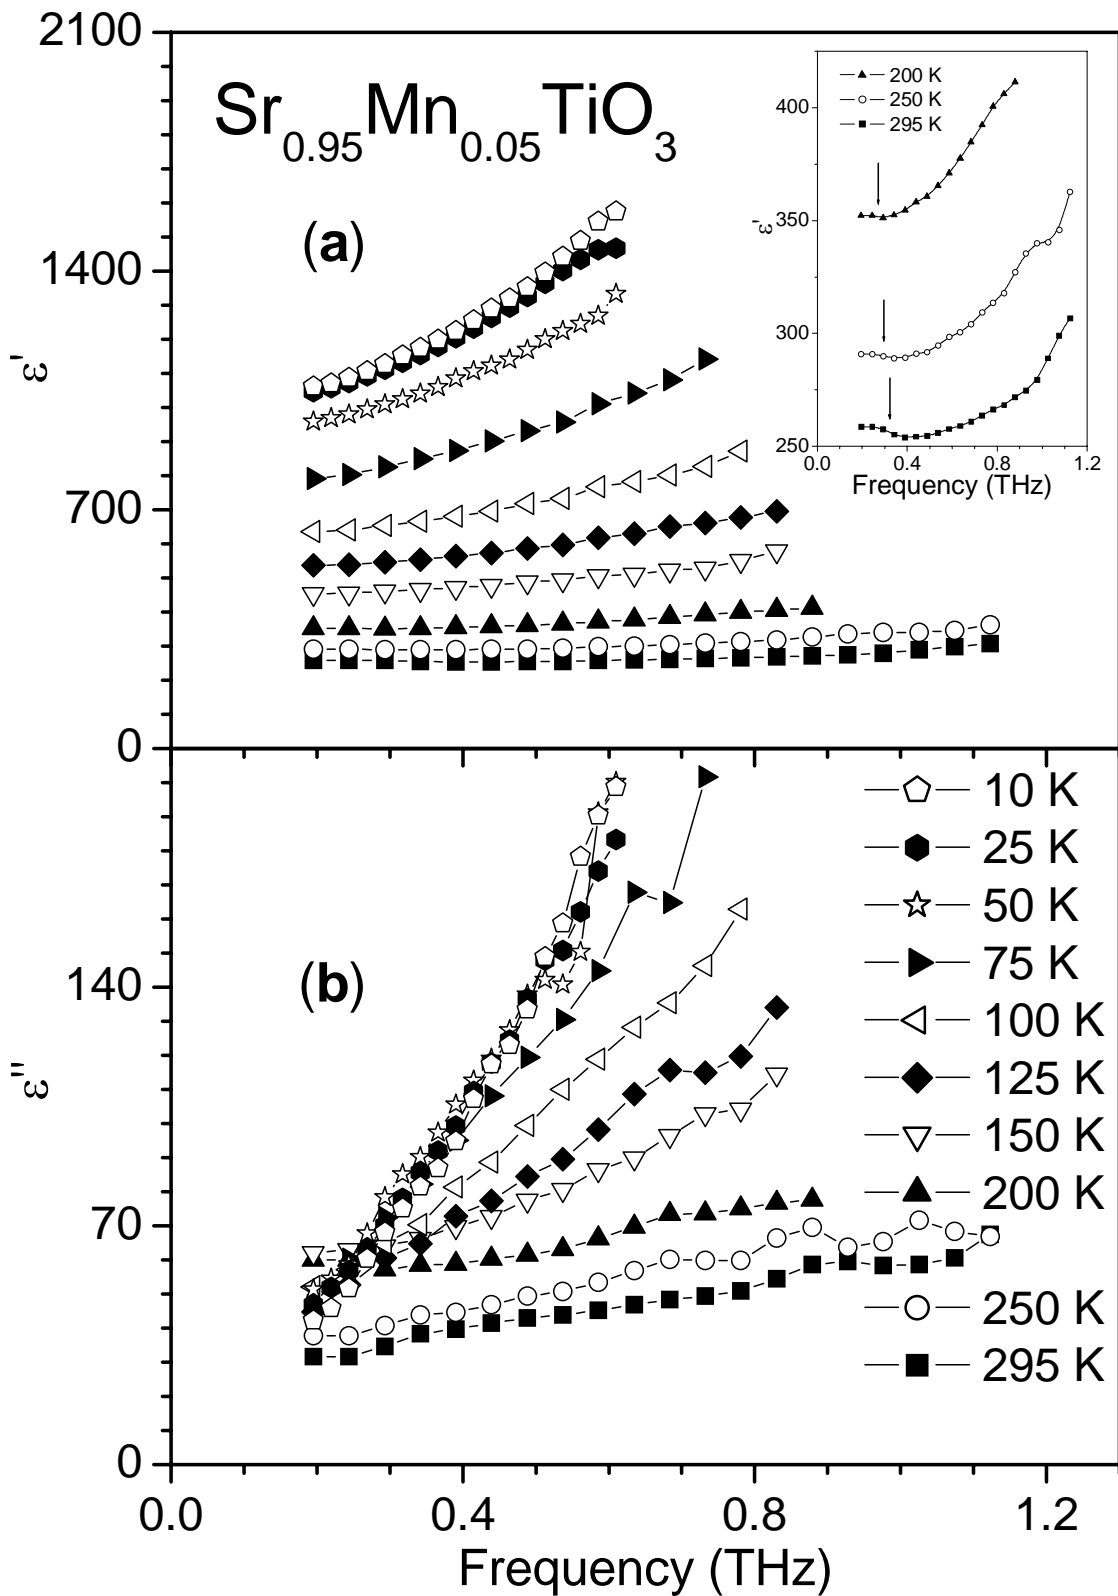 2100
1400
700
0
ε'
Sr0.95Mn0.05TiO3
(a)
200 K
250 K
295 K
400
350
300
250
ε'
0.0 0.4 0.8 1.2
Frequency (THz)
140
70
0
ε''
(b)
10 K
25 K
50 K
75 K
100 K
125 K
150 K
200 K
250 K
295 K
0.0 0.4 0.8 1.2
Frequency (THz)